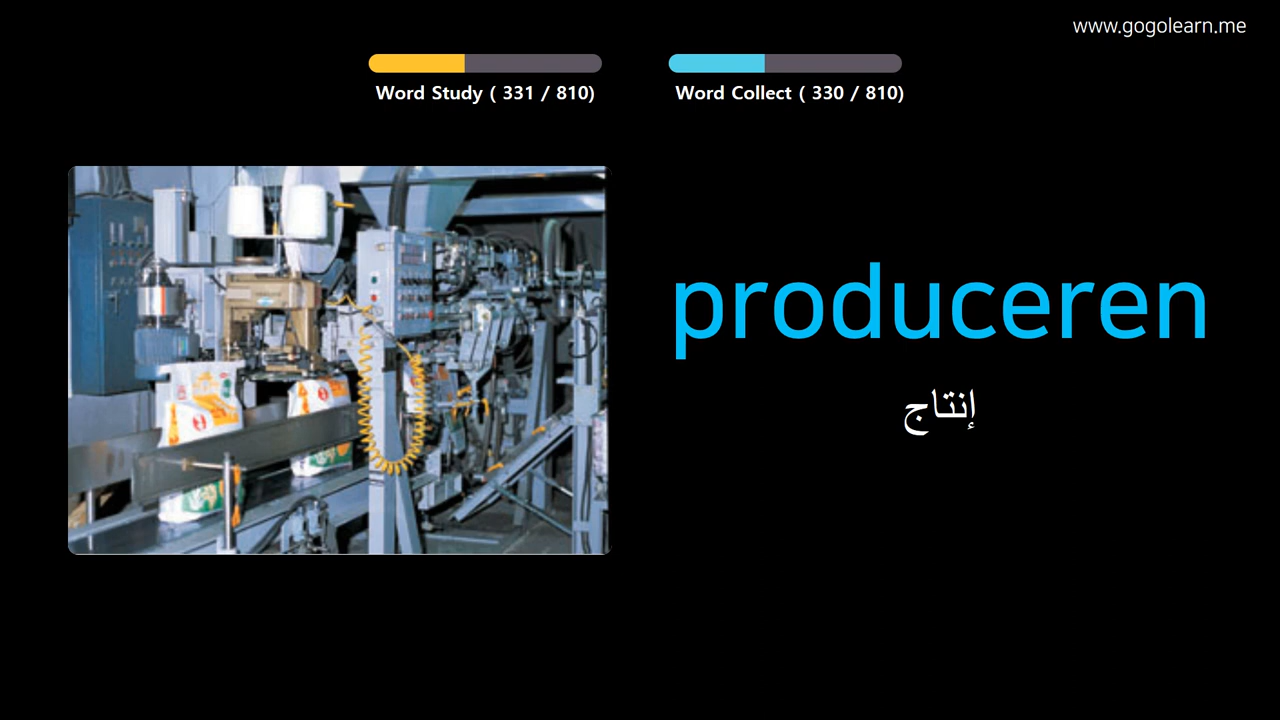 www.gogolearn.me
Word Study ( 331 / 810)
Word Collect ( 330 / 810)
produceren
إنتاج